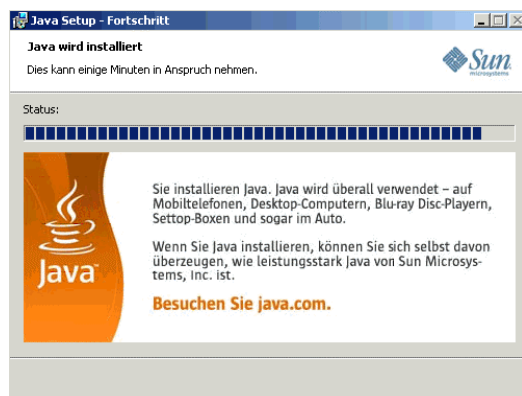 Java Setup - Fortschritt
Java wird installiert
Dies kann einige Minuten in Anspruch nehmen.
Sun
microsystems
Status:
Java
Sie installieren Java. Java wird überall verwendet – auf
Mobiltelefonen, Desktop-Computern, Blu-ray Disc-Playern,
Settop-Boxen und sogar im Auto.
Wenn Sie Java installieren, können Sie sich selbst davon
überzeugen, wie leistungsstark Java von Sun Microsys-
tems, Inc. ist.
Besuchen Sie java.com.